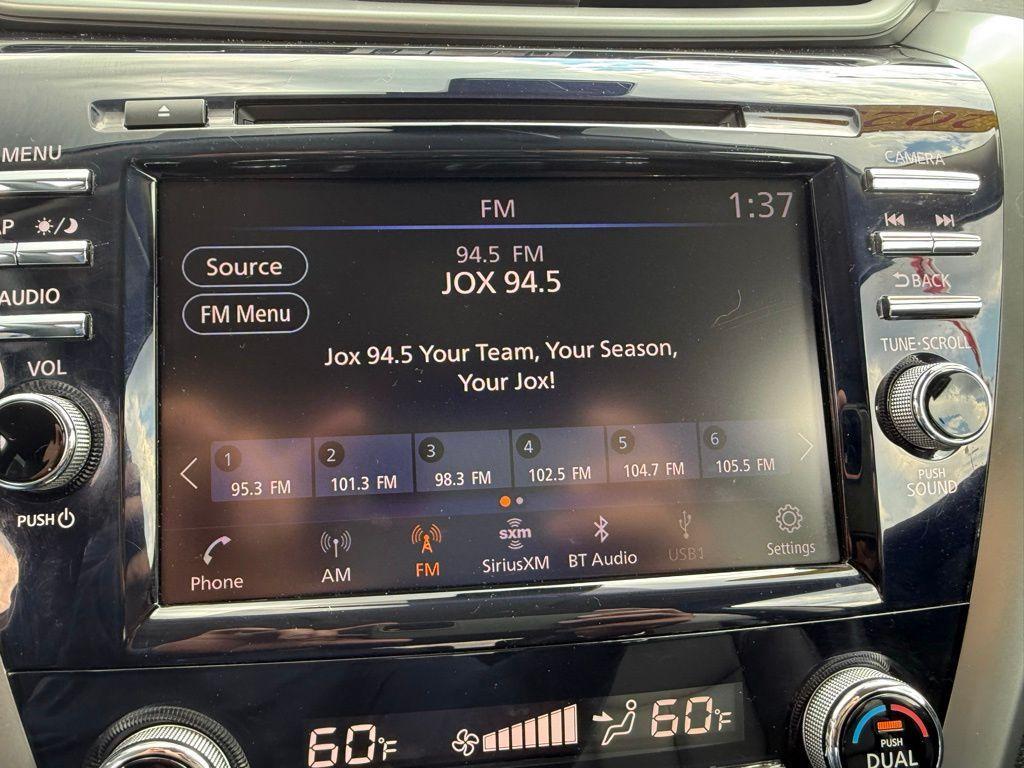 MENU
CAMERA
FM
1:37
P
94.5 FM
JOX 94.5
Source
FM Menu
BACK
AUDIO
TUNE·SCROLL
Jox 94.5 Your Team, Your Season,
Your Jox!
VOL
1 2 3 4 5 6
95.3 FM 101.3 FM 98.3 FM 102.5 FM 104.7 FM 105.5 FM
PUSH
SOUND
PUSH
sxm
Phone AM FM SiriusXM BT Audio USB1 Settings
60°F 60°F
PUSH
DUAL